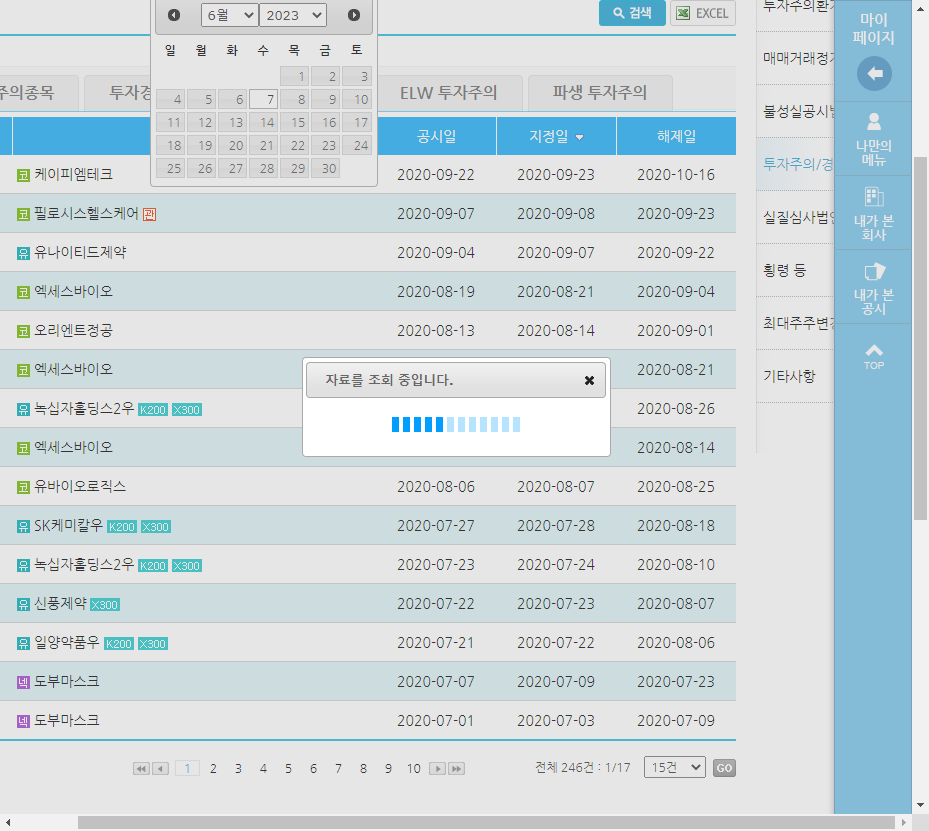 6월 2023
검색
EXCEL
일 월 화 수 목 금 토
1 2 3
4 5 6 7 8 9 10
11 12 13 14 15 16 17
18 19 20 21 22 23 24
25 26 27 28 29 30
주의종목
투자경
ELW 투자주의
파생 투자주의
공시일 지정일 해제일
코 케이피엠테크 2020-09-22 2020-09-23 2020-10-16
코 필로시스헬스케어 관 2020-09-07 2020-09-08 2020-09-23
유 유나이티드제약 2020-09-04 2020-09-07 2020-09-22
코 엑세스바이오 2020-08-19 2020-08-21 2020-09-04
코 오리엔트정공 2020-08-13 2020-08-14 2020-09-01
코 엑세스바이오 2020-08-21
유 녹십자홀딩스2우 K200 X300 2020-08-26
코 엑세스바이오 2020-08-14
코 유바이오로직스 2020-08-06 2020-08-07 2020-08-25
유 SK케미칼우 K200 X300 2020-07-27 2020-07-28 2020-08-18
유 녹십자홀딩스2우 K200 X300 2020-07-23 2020-07-24 2020-08-10
유 신풍제약 X300 2020-07-22 2020-07-23 2020-08-07
유 일양약품우 K200 X300 2020-07-21 2020-07-22 2020-08-06
넥 도부마스크 2020-07-07 2020-07-09 2020-07-23
넥 도부마스크 2020-07-01 2020-07-03 2020-07-09
자료를 조회 중입니다.
1 2 3 4 5 6 7 8 9 10
전체 246건 : 1/17
15건
GO
투자주의환기
매매거래정지
불성실공시법
투자주의/경
실질심사법인
횡령 등
최대주주변경
기타사항
마이
페이지
나만의
메뉴
내가 본
회사
내가 본
공시
TOP